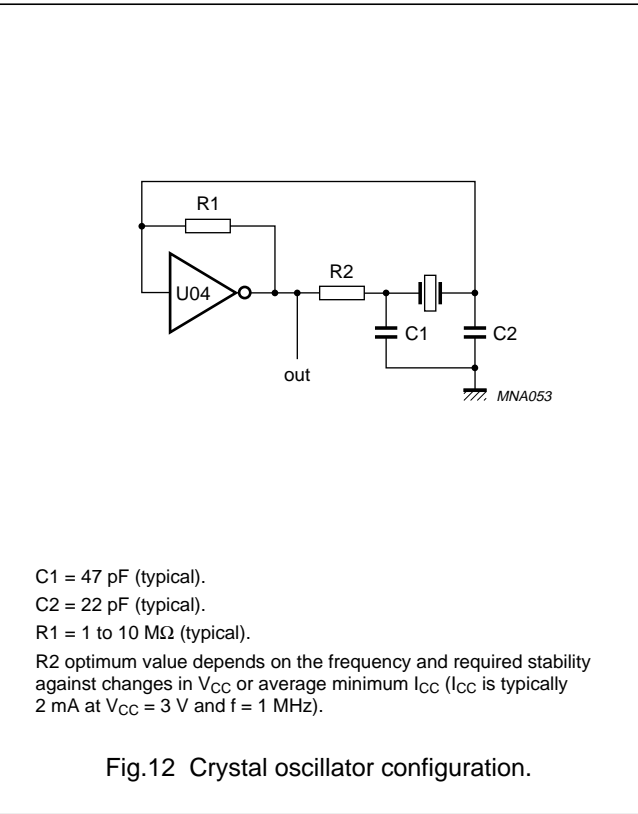 R1
U04
R2
C1
C2
out
MNA053
C1 = 47 pF (typical).
C2 = 22 pF (typical).
R1 = 1 to 10 MΩ (typical).
R2 optimum value depends on the frequency and required stability
against changes in VCC or average minimum ICC (ICC is typically
2 mA at VCC = 3 V and f = 1 MHz).
Fig.12 Crystal oscillator configuration.